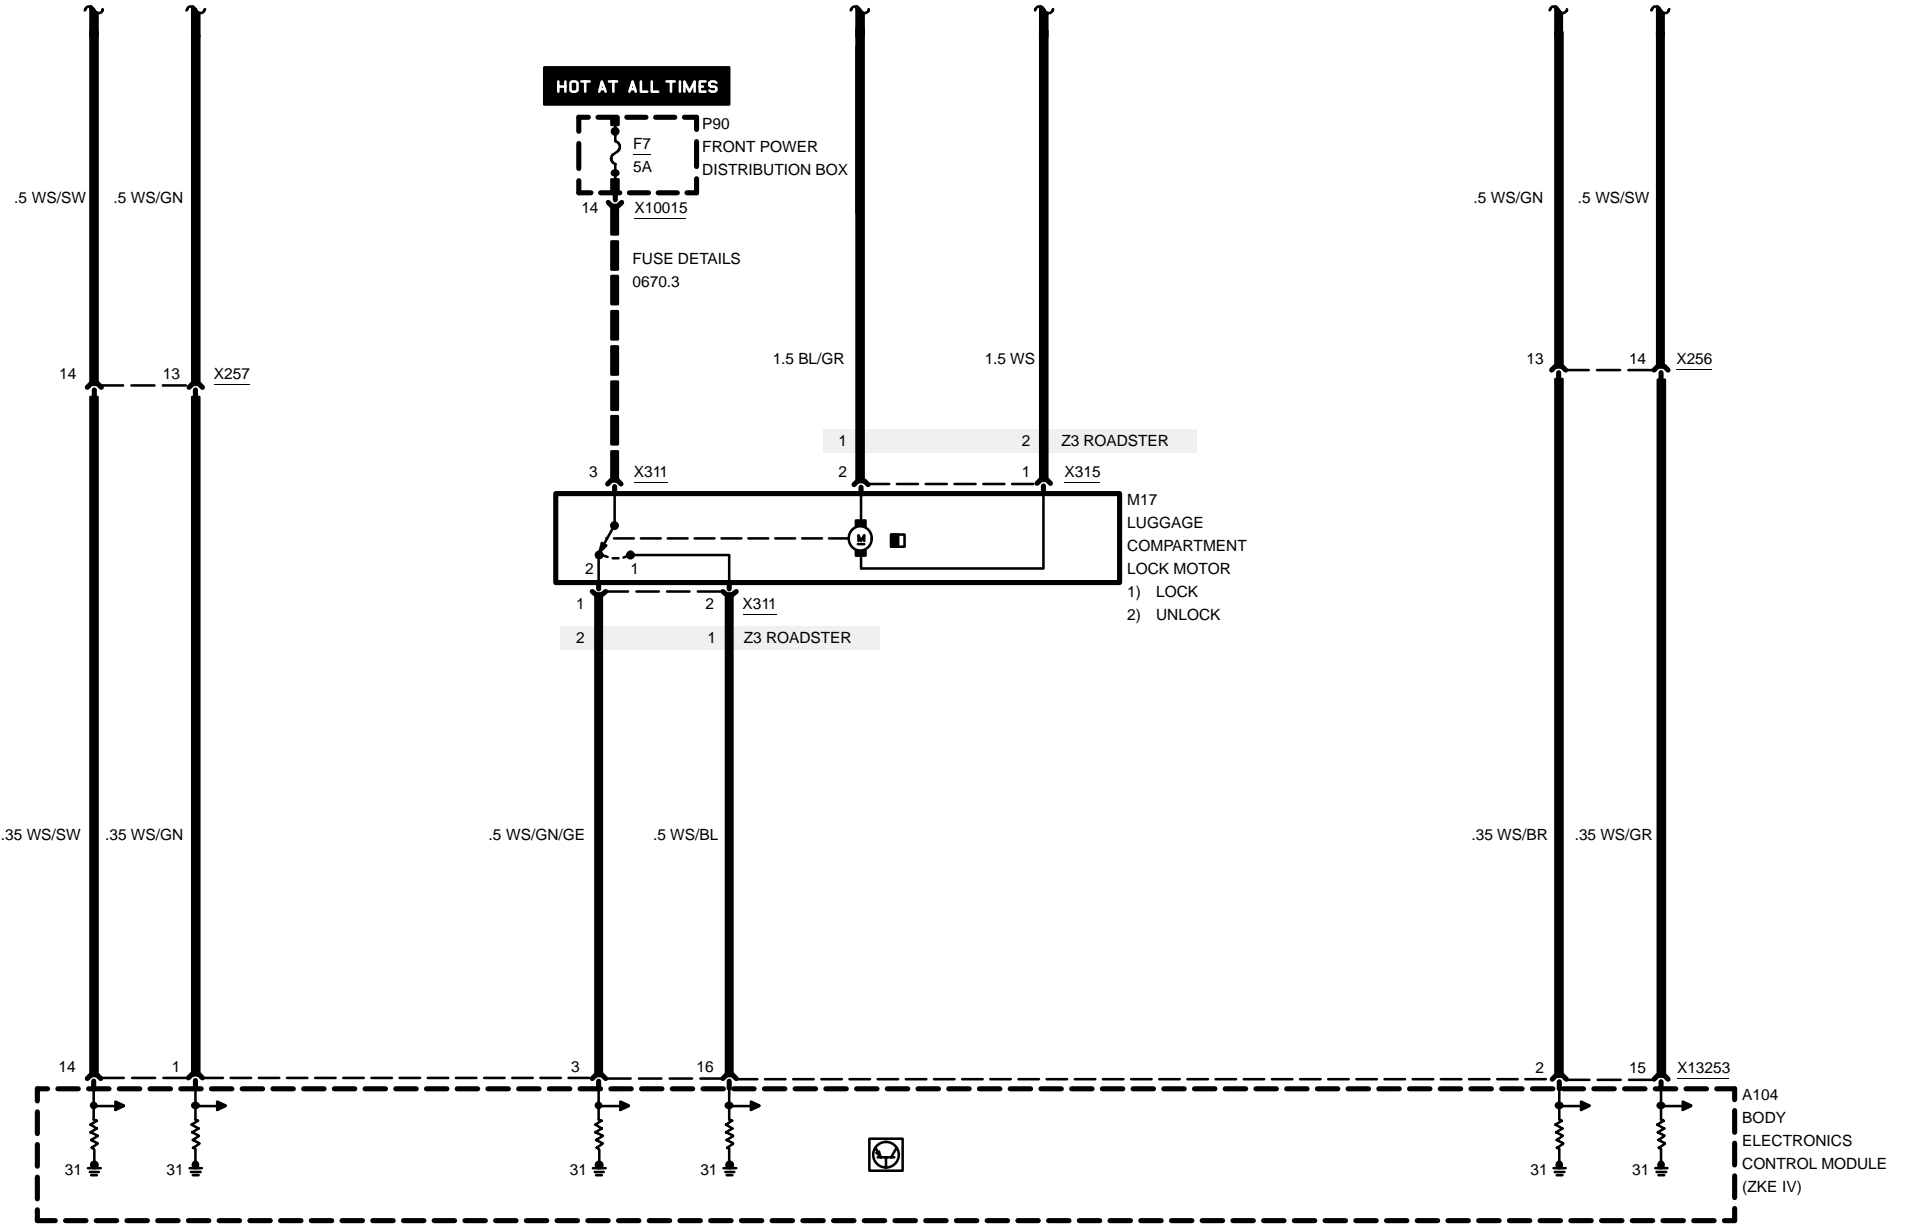 HOT AT ALL TIMES
P90
FRONT POWER
DISTRIBUTION BOX
F7
5A
14 X10015
.5 WS/SW .5 WS/GN
.5 WS/GN .5 WS/SW
FUSE DETAILS
0670.3
1.5 BL/GR 1.5 WS
14 13 X257
13 14 X256
1 2 Z3 ROADSTER
3 X311
2 1 X315
M17
LUGGAGE
COMPARTMENT
LOCK MOTOR
1) LOCK
2) UNLOCK
M
2 1
1 2 X311
2 1 Z3 ROADSTER
.35 WS/SW .35 WS/GN
.5 WS/GN/GE .5 WS/BL
.35 WS/BR .35 WS/GR
14 1 3 16 2 15 X13253
A104
BODY
ELECTRONICS
CONTROL MODULE
(ZKE IV)
31 31 31 31 31 31